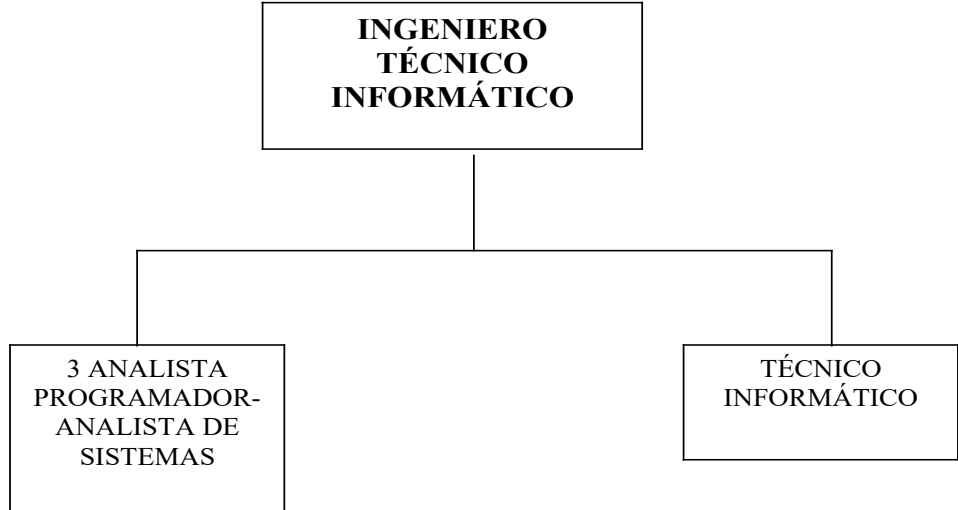 INGENIERO
TÉCNICO
INFORMÁTICO
3 ANALISTA
PROGRAMADOR-
ANALISTA DE
SISTEMAS
TÉCNICO
INFORMÁTICO